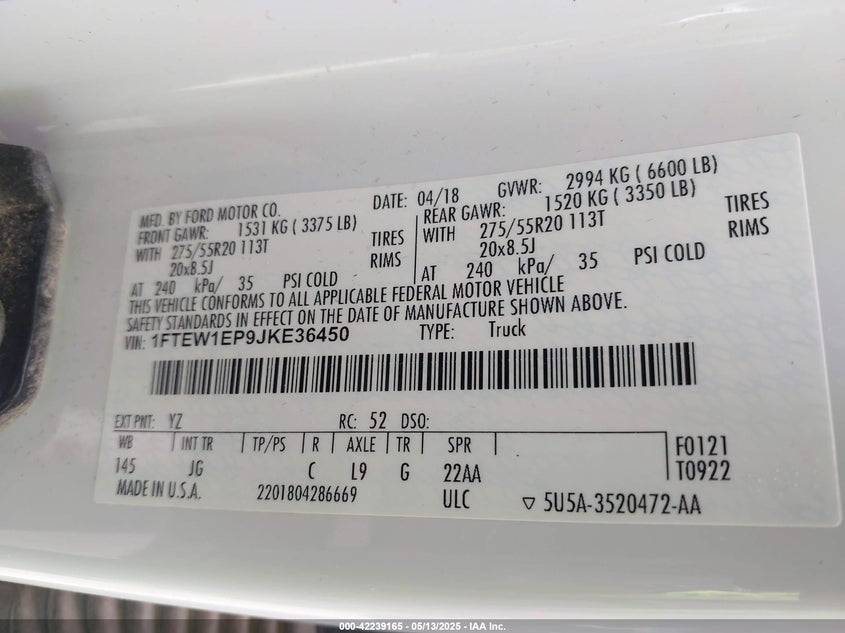 MFD. BY FORD MOTOR CO. DATE: 04/18 GVWR: 2994 KG ( 6600 LB)
FRONT GAWR: 1531 KG ( 3375 LB) REAR GAWR: 1520 KG ( 3350 LB)
WITH 275/55R20 113T TIRES WITH 275/55R20 113T TIRES
20x8.5J RIMS 20x8.5J RIMS
AT 240 kPa/ 35 PSI COLD AT 240 kPa/ 35 PSI COLD
THIS VEHICLE CONFORMS TO ALL APPLICABLE FEDERAL MOTOR VEHICLE
SAFETY STANDARDS IN EFFECT ON THE DATE OF MANUFACTURE SHOWN ABOVE.
VIN: 1FTEW1EP9JKE36450 TYPE: Truck
EXT PNT: YZ RC: 52 DSO:
WB INT TR TP/PS R AXLE TR SPR F0121
145 JG C L9 G 22AA T0922
MADE IN U.S.A. 2201804286669 ULC ▽ 5U5A-3520472-AA
000-42239165 - 05/13/2025 - IAA Inc.